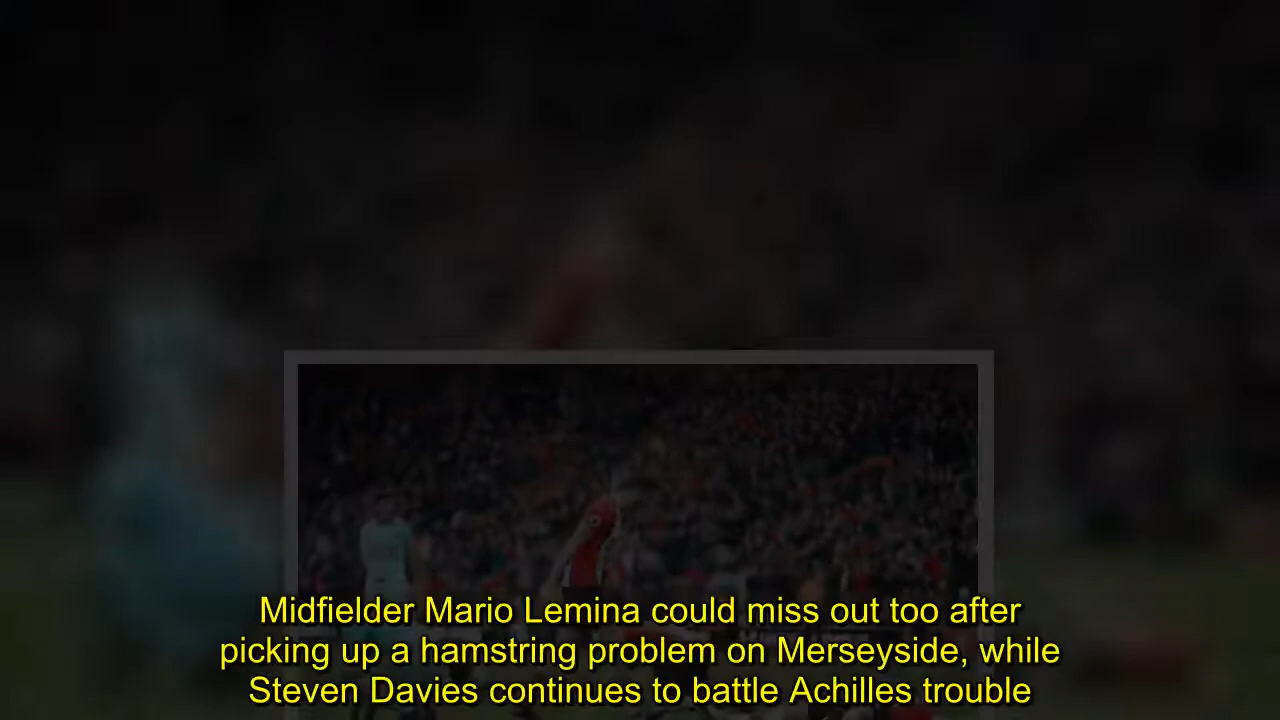 Midfielder Mario Lemina could miss out too after
picking up a hamstring problem on Merseyside, while
Steven Davies continues to battle Achilles trouble